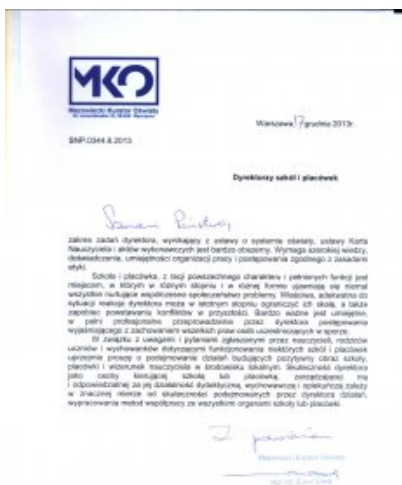 MKO
Mazowiecki Kurator Oświaty
Warszawa, 17 grudnia 2013r.
SNP.0344.8.2013
Dyrektorzy szkół i placówek
Szanowni Państwo,
zakres zadań dyrektora, wynikający z ustawy o systemie oświaty, ustawy Karta
Nauczyciela i aktów wykonawczych jest bardzo obszerny. Wymaga szerokiej wiedzy,
doświadczenia, umiejętności organizacji pracy i postępowania zgodnego z zasadami
etyki.
Szkoła i placówka, z racji powszechnego charakteru i pełnionych funkcji jest
miejscem, w których w różnym stopniu i w różnej formie ujawniają się niemal
wszystkie nurtujące współczesne społeczeństwo problemy. Właściwa, adekwatna do
sytuacji reakcja dyrektora może w istotnym stopniu ograniczyć ich skalę, a także
zapobiec powstawaniu konfliktów w przyszłości. Bardzo ważne jest umiejętne,
w pełni profesjonalne przeprowadzenie przez dyrektora postępowania
wyjaśniającego z zachowaniem wszelkich praw osób uczestniczących w sporze.
W związku z uwagami i pytaniami zgłaszanymi przez nauczycieli, rodziców
uczniów i wychowanków dotyczącymi funkcjonowania niektórych szkół i placówek
uprzejmie proszę o podejmowanie działań budujących pozytywny obraz szkoły,
placówki i wizerunek nauczyciela w środowisku lokalnym. Skuteczność dyrektora
jako osoby kierującej szkołą lub placówką, zarządzającej nią
i odpowiedzialnej za jej działalność dydaktyczną, wychowawczą i opiekuńczą zależy
w znacznej mierze od skuteczności podejmowanych przez dyrektora działań,
wypracowania metod współpracy ze wszystkimi organami szkoły lub placówki.
Z
Mazowiecki Kurator Oświaty